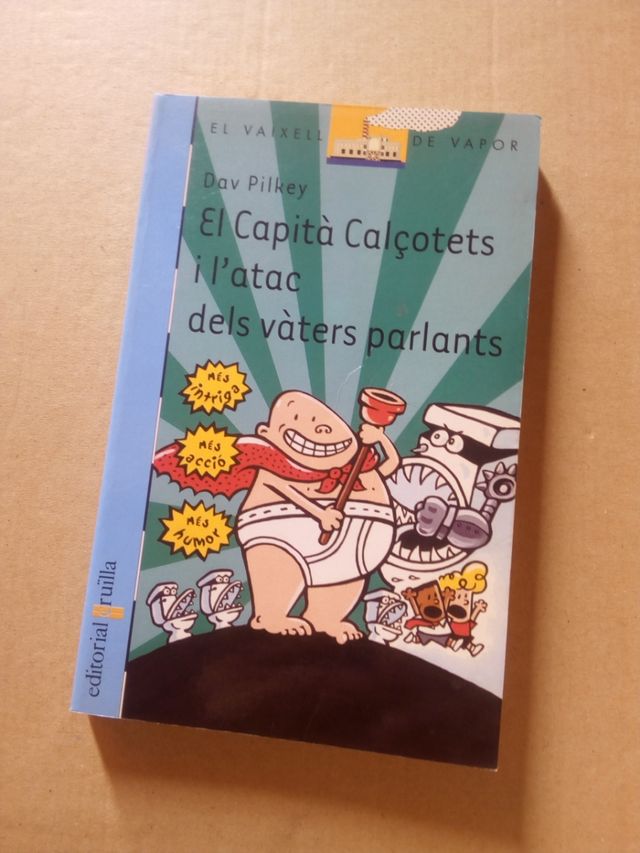 EL VAIXELL DE VAPOR
Dav Pilkey
El Capità Calçotets
i l'atac
dels vàters parlants
MÉS
intriga
MÉS
acció
MÉS
humor
editorial cruïlla